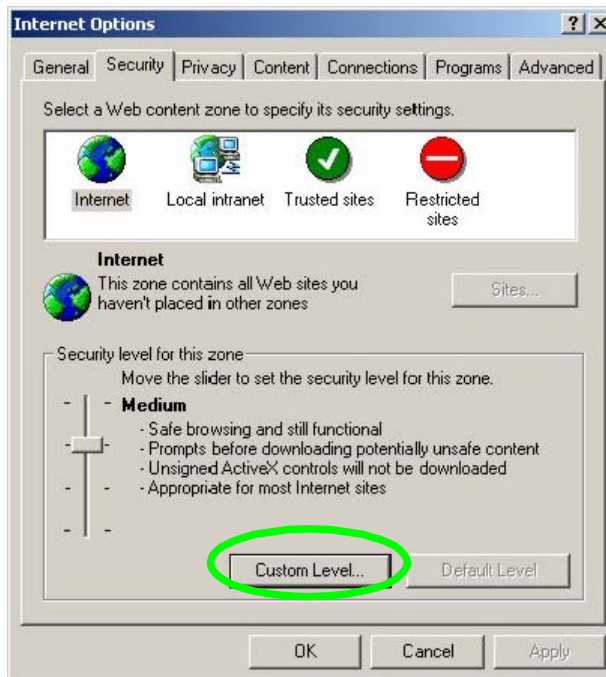 Internet Options
General Security Privacy Content Connections Programs Advanced
Select a Web content zone to specify its security settings.
Internet Local intranet Trusted sites Restricted sites
Internet
This zone contains all Web sites you
haven't placed in other zones
Sites...
Security level for this zone
Move the slider to set the security level for this zone.
Medium
- Safe browsing and still functional
- Prompts before downloading potentially unsafe content
- Unsigned ActiveX controls will not be downloaded
- Appropriate for most Internet sites
Custom Level... Default Level
OK Cancel Apply